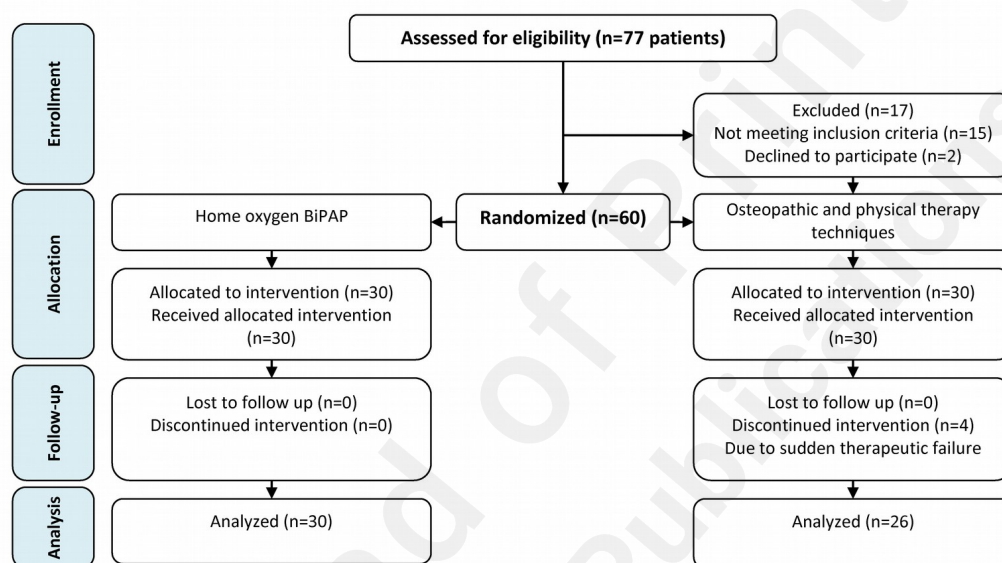 Assessed for eligibility (n=77 patients)
Enrollment
Excluded (n=17)
Not meeting inclusion criteria (n=15)
Declined to participate (n=2)
Allocation
Home oxygen BiPAP
Randomized (n=60)
Osteopathic and physical therapy
techniques
Allocated to intervention (n=30)
Received allocated intervention
(n=30)
Allocated to intervention (n=30)
Received allocated intervention
(n=30)
Follow-up
Lost to follow up (n=0)
Discontinued intervention (n=0)
Lost to follow up (n=0)
Discontinued intervention (n=4)
Due to sudden therapeutic failure
Analysis
Analyzed (n=30)
Analyzed (n=26)
of Print
Publications